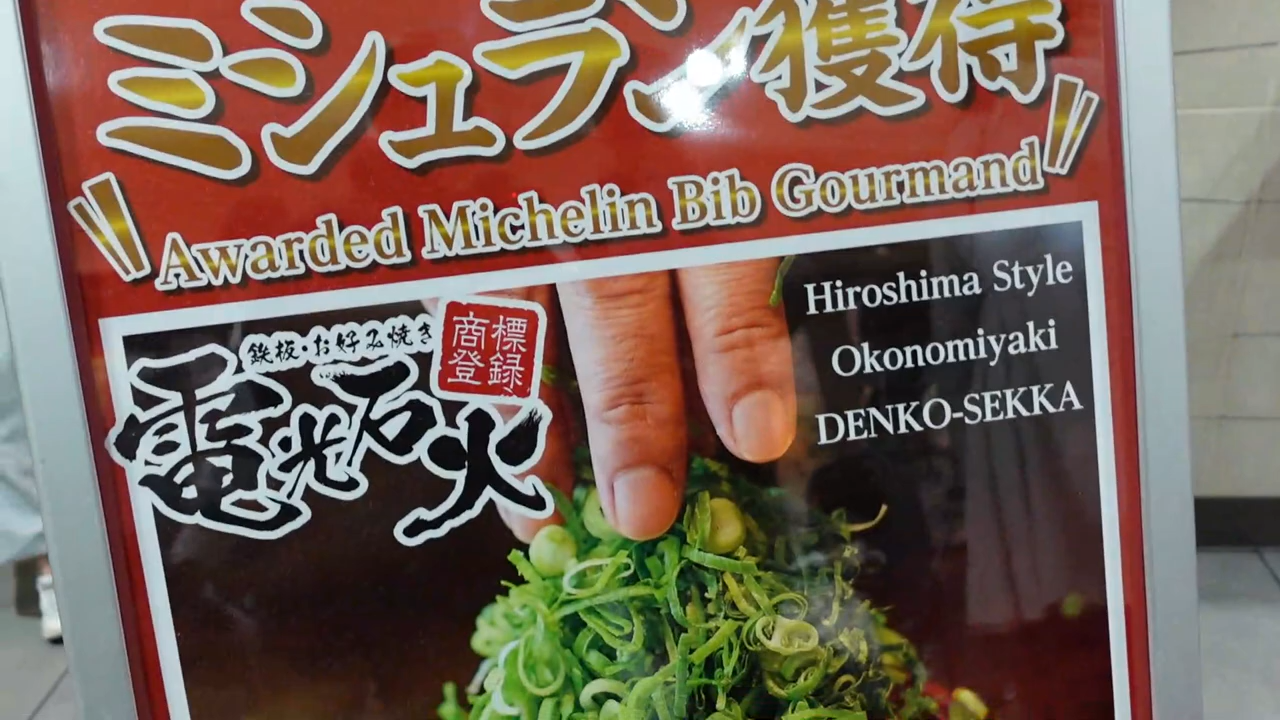 ミシュラン獲得
Awarded Michelin Bib Gourmand
Hiroshima Style
Okonomiyaki
DENKO-SEKKA
鉄板・お好み焼き
電光石火
標録
商登